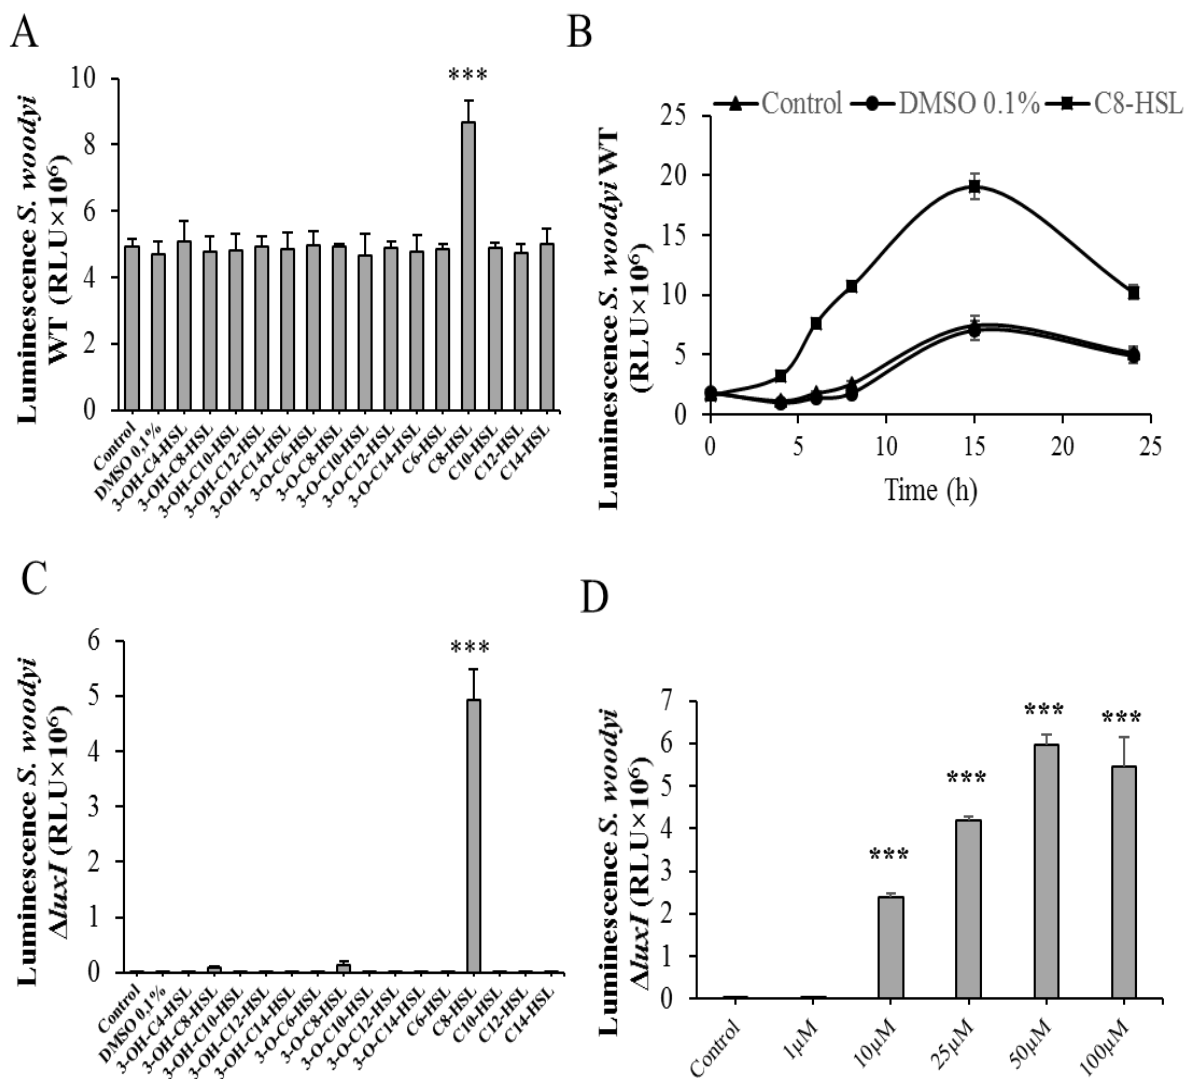 A
Luminescence S. woodyi
WT (RLU×10⁶)
10
8
6
4
2
0
***
Control
DMSO 0,1%
3-OH-C4-HSL
3-OH-C8-HSL
3-OH-C10-HSL
3-OH-C12-HSL
3-OH-C14-HSL
3-O-C6-HSL
3-O-C8-HSL
3-O-C10-HSL
3-O-C12-HSL
3-O-C14-HSL
C6-HSL
C8-HSL
C10-HSL
C12-HSL
C14-HSL
B
Control DMSO 0.1% C8-HSL
Luminescence S. woodyi WT
(RLU×10⁶)
25
20
15
10
5
0
0 5 10 15 20 25
Time (h)
C
Luminescence S. woodyi
ΔluxI (RLU×10⁶)
6
5
4
3
2
1
0
***
Control
DMSO 0,1%
3-OH-C4-HSL
3-OH-C8-HSL
3-OH-C10-HSL
3-OH-C12-HSL
3-OH-C14-HSL
3-O-C6-HSL
3-O-C8-HSL
3-O-C10-HSL
3-O-C12-HSL
3-O-C14-HSL
C6-HSL
C8-HSL
C10-HSL
C12-HSL
C14-HSL
D
Luminescence S. woodyi
ΔluxI (RLU×10⁶)
7
6
5
4
3
2
1
0
***
***
***
***
Control
1µM
10µM
25µM
50µM
100µM